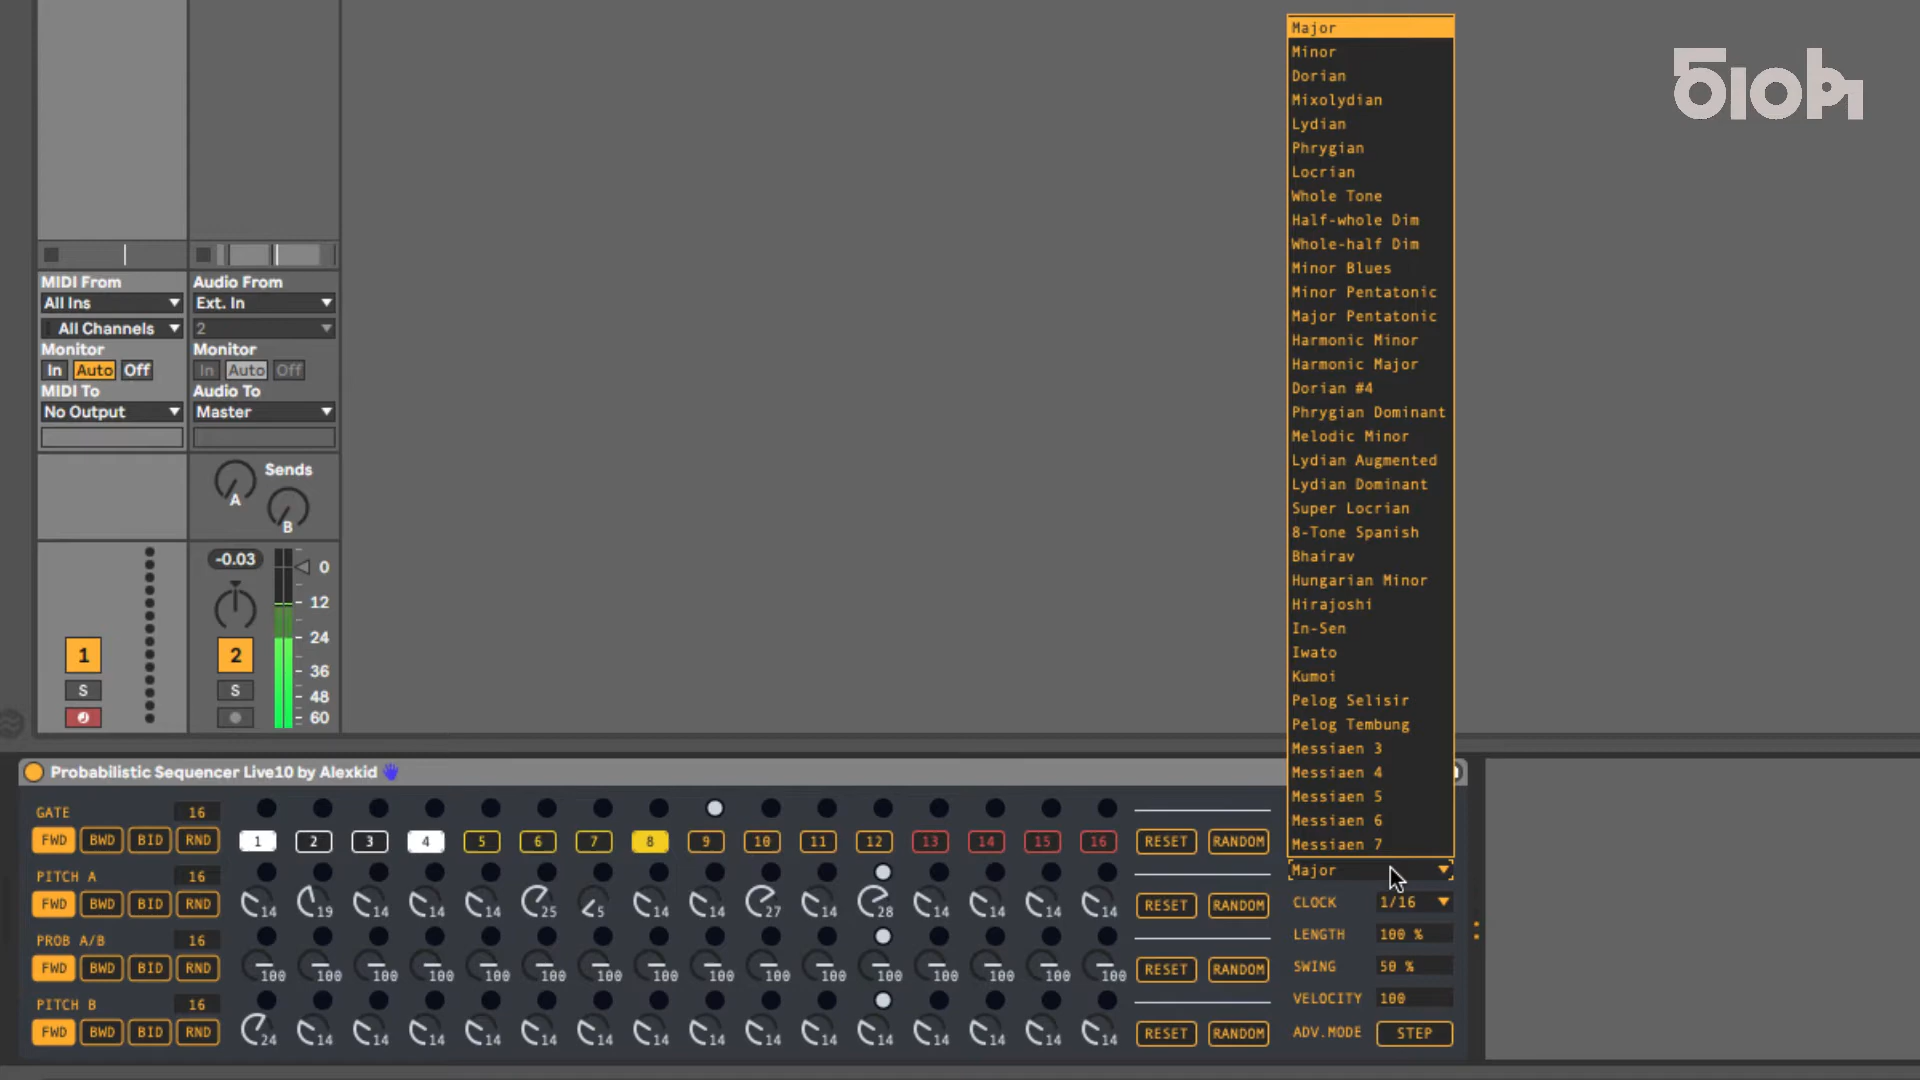 Major
Minor
Dorian
Mixolydian
Lydian
Phrygian
Locrian
Whole Tone
Half-whole Dim
Whole-half Dim
Minor Blues
Minor Pentatonic
Major Pentatonic
Harmonic Minor
Harmonic Major
Dorian #4
Phrygian Dominant
Melodic Minor
Lydian Augmented
Lydian Dominant
Super Locrian
8-Tone Spanish
Bhairav
Hungarian Minor
Hirajoshi
In-Sen
Iwato
Kumoi
Pelog Selisir
Pelog Tembung
Messiaen 3
Messiaen 4
Messiaen 5
Messiaen 6
Messiaen 7
MIDI From Audio From
All Ins Ext. In
All Channels 2
Monitor Monitor
In Auto Off In Auto Off
MIDI To Audio To
No Output Master
Sends
A
B
-0.03 0
12
24
1 2
36
S S 48
60
Probabilistic Sequencer Live10 by Alexkid
GATE 16
FWD BWD BID RND 1 2 3 4 5 6 7 8 9 10 11 12 13 14 15 16 RESET RANDOM
PITCH A 16 Major
FWD BWD BID RND 14 19 14 14 14 25 5 14 14 27 14 28 14 14 14 14 RESET RANDOM CLOCK 1/16
LENGTH 100 %
PROB A/B 16
FWD BWD BID RND 100 100 100 100 100 100 100 100 100 100 100 100 100 100 100 100 RESET RANDOM SWING 50 %
PITCH B 16 VELOCITY 100
FWD BWD BID RND 24 14 14 14 14 14 14 14 14 14 14 14 14 14 14 14 RESET RANDOM ADV.MODE STEP